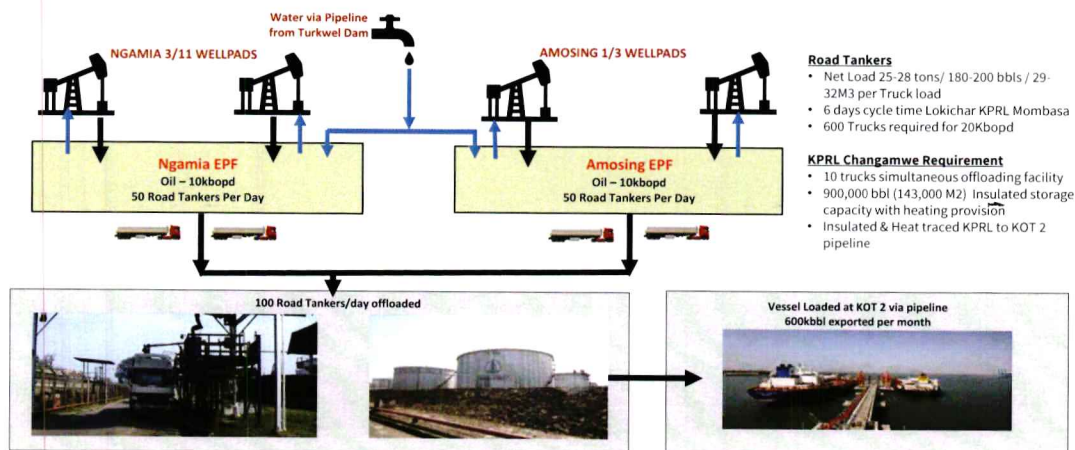 Water via Pipeline
from Turkwel Dam
NGAMIA 3/11 WELLPADS
AMOSING 1/3 WELLPADS
Ngamia EPF
Oil – 10kbopd
50 Road Tankers Per Day
Amosing EPF
Oil – 10kbopd
50 Road Tankers Per Day
Road Tankers
• Net Load 25-28 tons/ 180-200 bbls / 29-
32M3 per Truck load
• 6 days cycle time Lokichar KPRL Mombasa
• 600 Trucks required for 20Kbopd
KPRL Changamwe Requirement
• 10 trucks simultaneous offloading facility
• 900,000 bbl (143,000 M2) Insulated storage
capacity with heating provision
• Insulated & Heat traced KPRL to KOT 2
pipeline
100 Road Tankers/day offloaded
Vessel Loaded at KOT 2 via pipeline
600kbbl exported per month